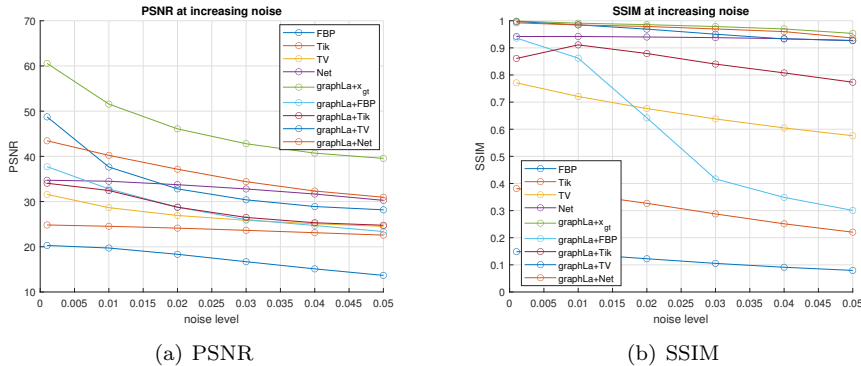 PSNR at increasing noise
70
60
50
40
30
20
10
PSNR
0 0.005 0.01 0.015 0.02 0.025 0.03 0.035 0.04 0.045 0.05
noise level
FBP
Tik
TV
Net
graphLa+x_gt
graphLa+FBP
graphLa+Tik
graphLa+TV
graphLa+Net
(a) PSNR
SSIM at increasing noise
1
0.9
0.8
0.7
0.6
0.5
0.4
0.3
0.2
0.1
0
SSIM
0 0.005 0.01 0.015 0.02 0.025 0.03 0.035 0.04 0.045 0.05
noise level
FBP
Tik
TV
Net
graphLa+x_gt
graphLa+FBP
graphLa+Tik
graphLa+TV
graphLa+Net
(b) SSIM